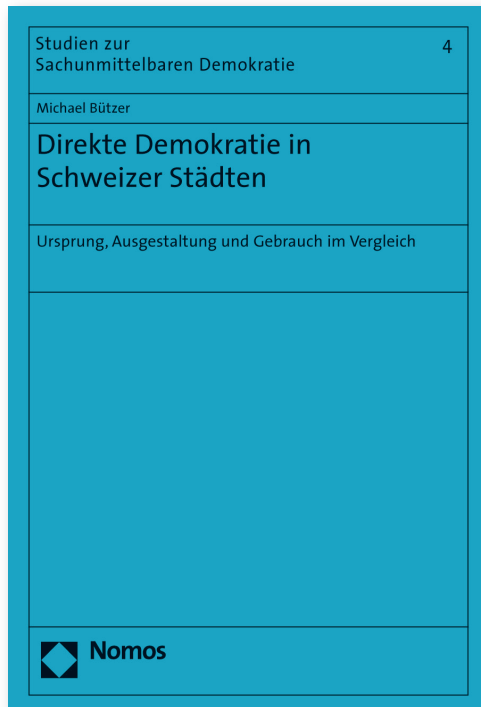 Studien zur
Sachunmittelbaren Demokratie
4
Michael Bützer
Direkte Demokratie in
Schweizer Städten
Ursprung, Ausgestaltung und Gebrauch im Vergleich
Nomos